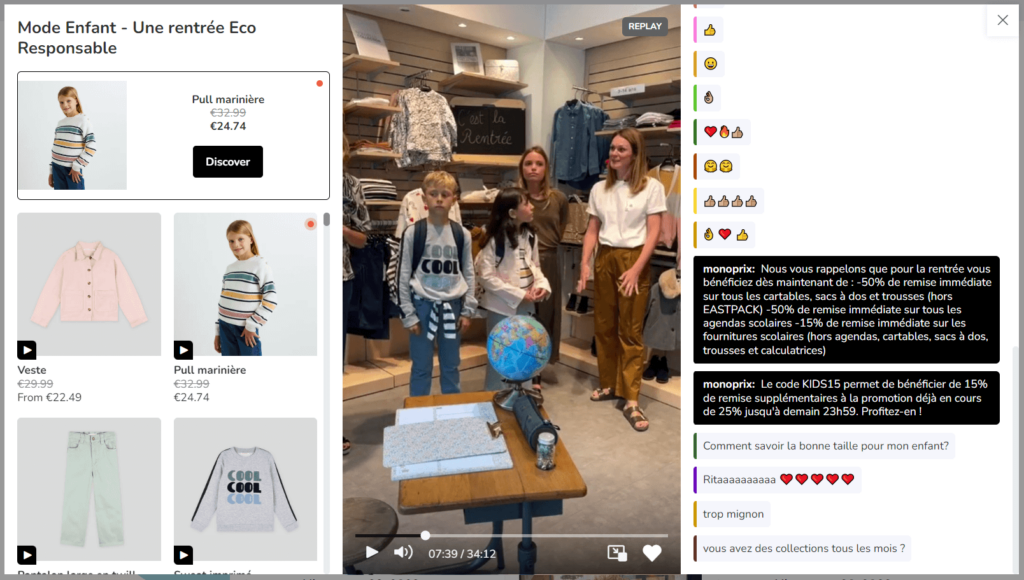 Mode Enfant - Une rentrée Eco
Responsable
Pull marinière
€32.99
€24.74
Discover
Veste
€29.99
From €22.49
Pull marinière
€32.99
€24.74
COOL
COOL
COOL
Pantalon large en twill
Sweat imprimé
REPLAY
C'est la
Rentrée
COOL
COOL
07:39 / 34:12
monoprix: Nous vous rappelons que pour la rentrée vous
bénéficiez dès maintenant de : -50% de remise immédiate
sur tous les cartables, sacs à dos et trousses (hors
EASTPACK) -50% de remise immédiate sur tous les
agendas scolaires -15% de remise immédiate sur les
fournitures scolaires (hors agendas, cartables, sacs à dos,
trousses et calculatrices)
monoprix: Le code KIDS15 permet de bénéficier de 15%
de remise supplémentaires à la promotion déjà en cours
de 25% jusqu'à demain 23h59. Profitez-en !
Comment savoir la bonne taille pour mon enfant?
Ritaaaaaaaaaa ❤️❤️❤️❤️❤️
trop mignon
vous avez des collections tous les mois ?